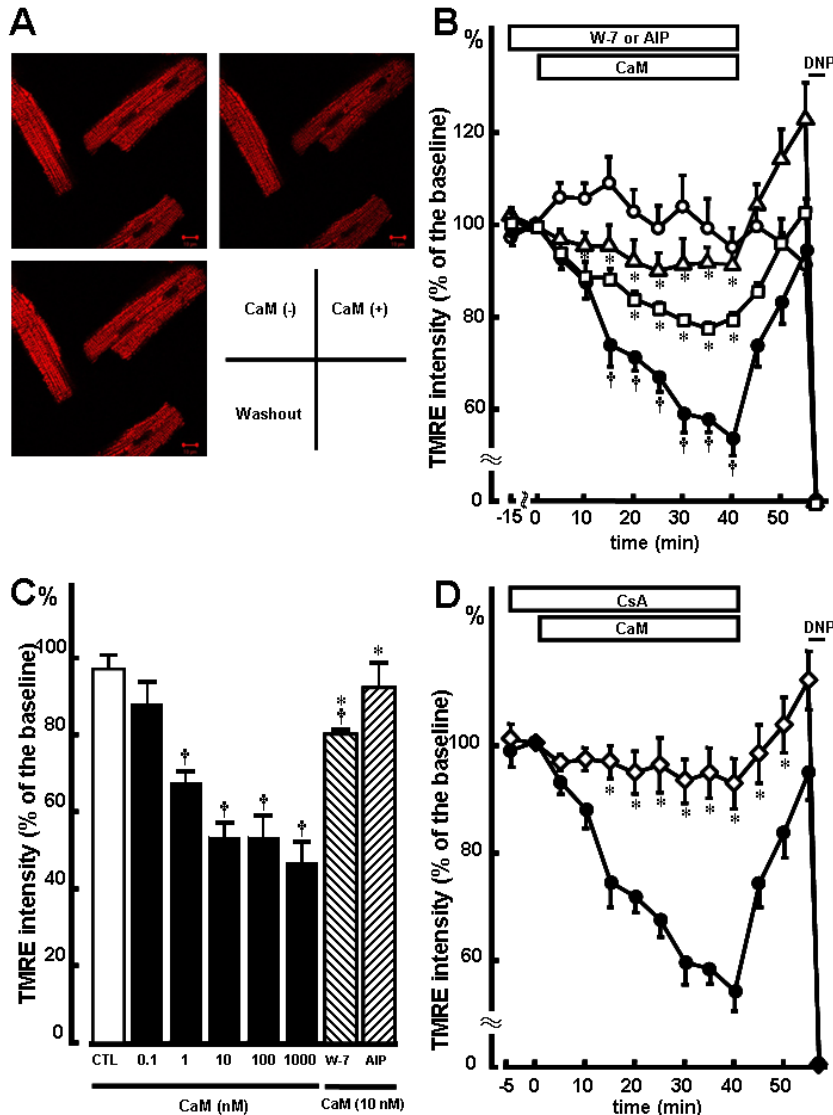 A
CaM (-)
CaM (+)
Washout
B
%
W-7 or AIP
CaM
DNP
TMRE intensity (% of the baseline)
120
100
80
60
0
-15
0
10
20
30
40
50
time (min)
*
†
C
%
TMRE intensity (% of the baseline)
100
80
60
40
20
0
†
†
†
†
*
†
*
CTL
0.1
1
10
100
1000
W-7
AIP
CaM (nM)
CaM (10 nM)
D
%
CsA
CaM
DNP
TMRE intensity (% of the baseline)
100
80
60
0
-5
0
10
20
30
40
50
time (min)
* * * * * * * *